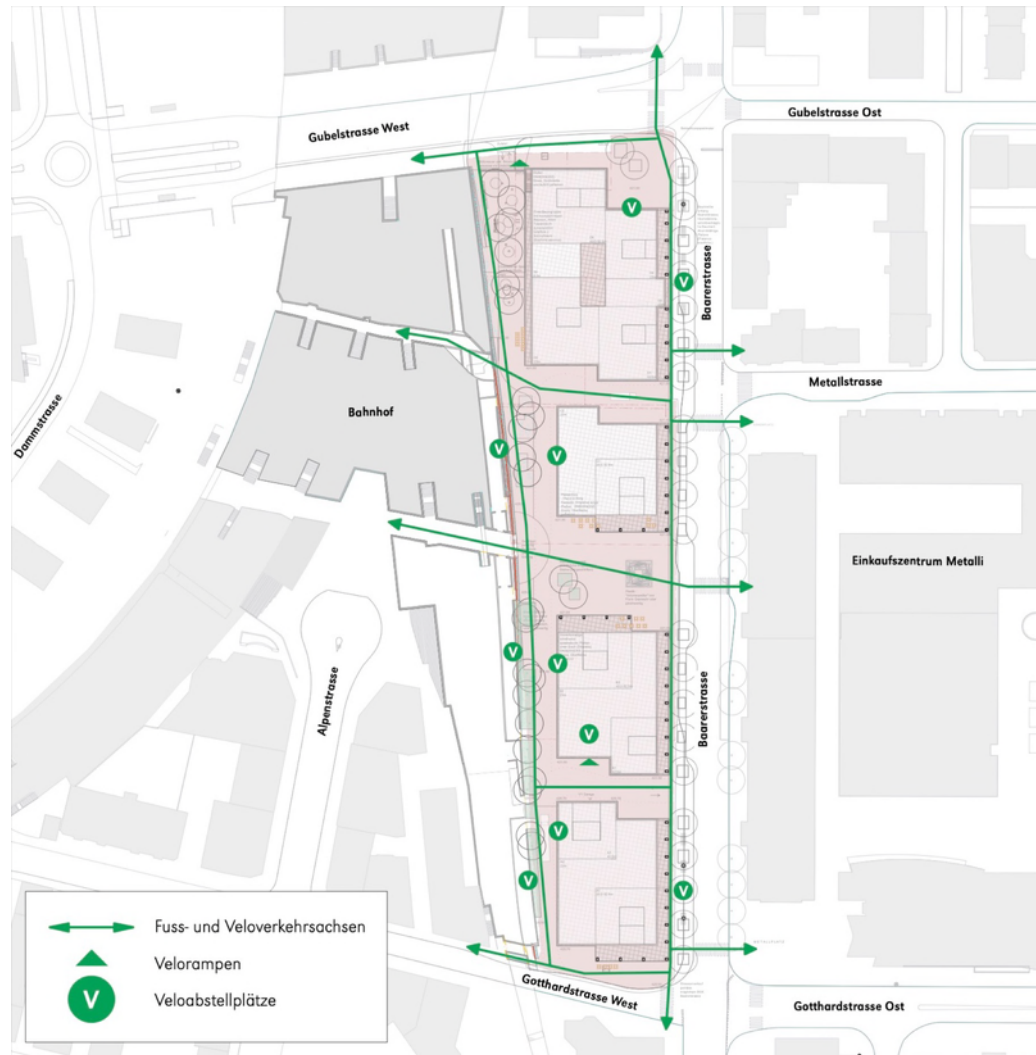 Gubelstrasse West
Gubelstrasse Ost
V
V
Baarerstrasse
Metallstrasse
Dammstrasse
Bahnhof
V
V
Einkaufszentrum Metalli
V
V
Alpenstrasse
Baarerstrasse
V
V
V
V
Fuss- und Veloverkehrsachsen
Velorampen
V
Veloabstellplätze
Gotthardstrasse West
Gotthardstrasse Ost